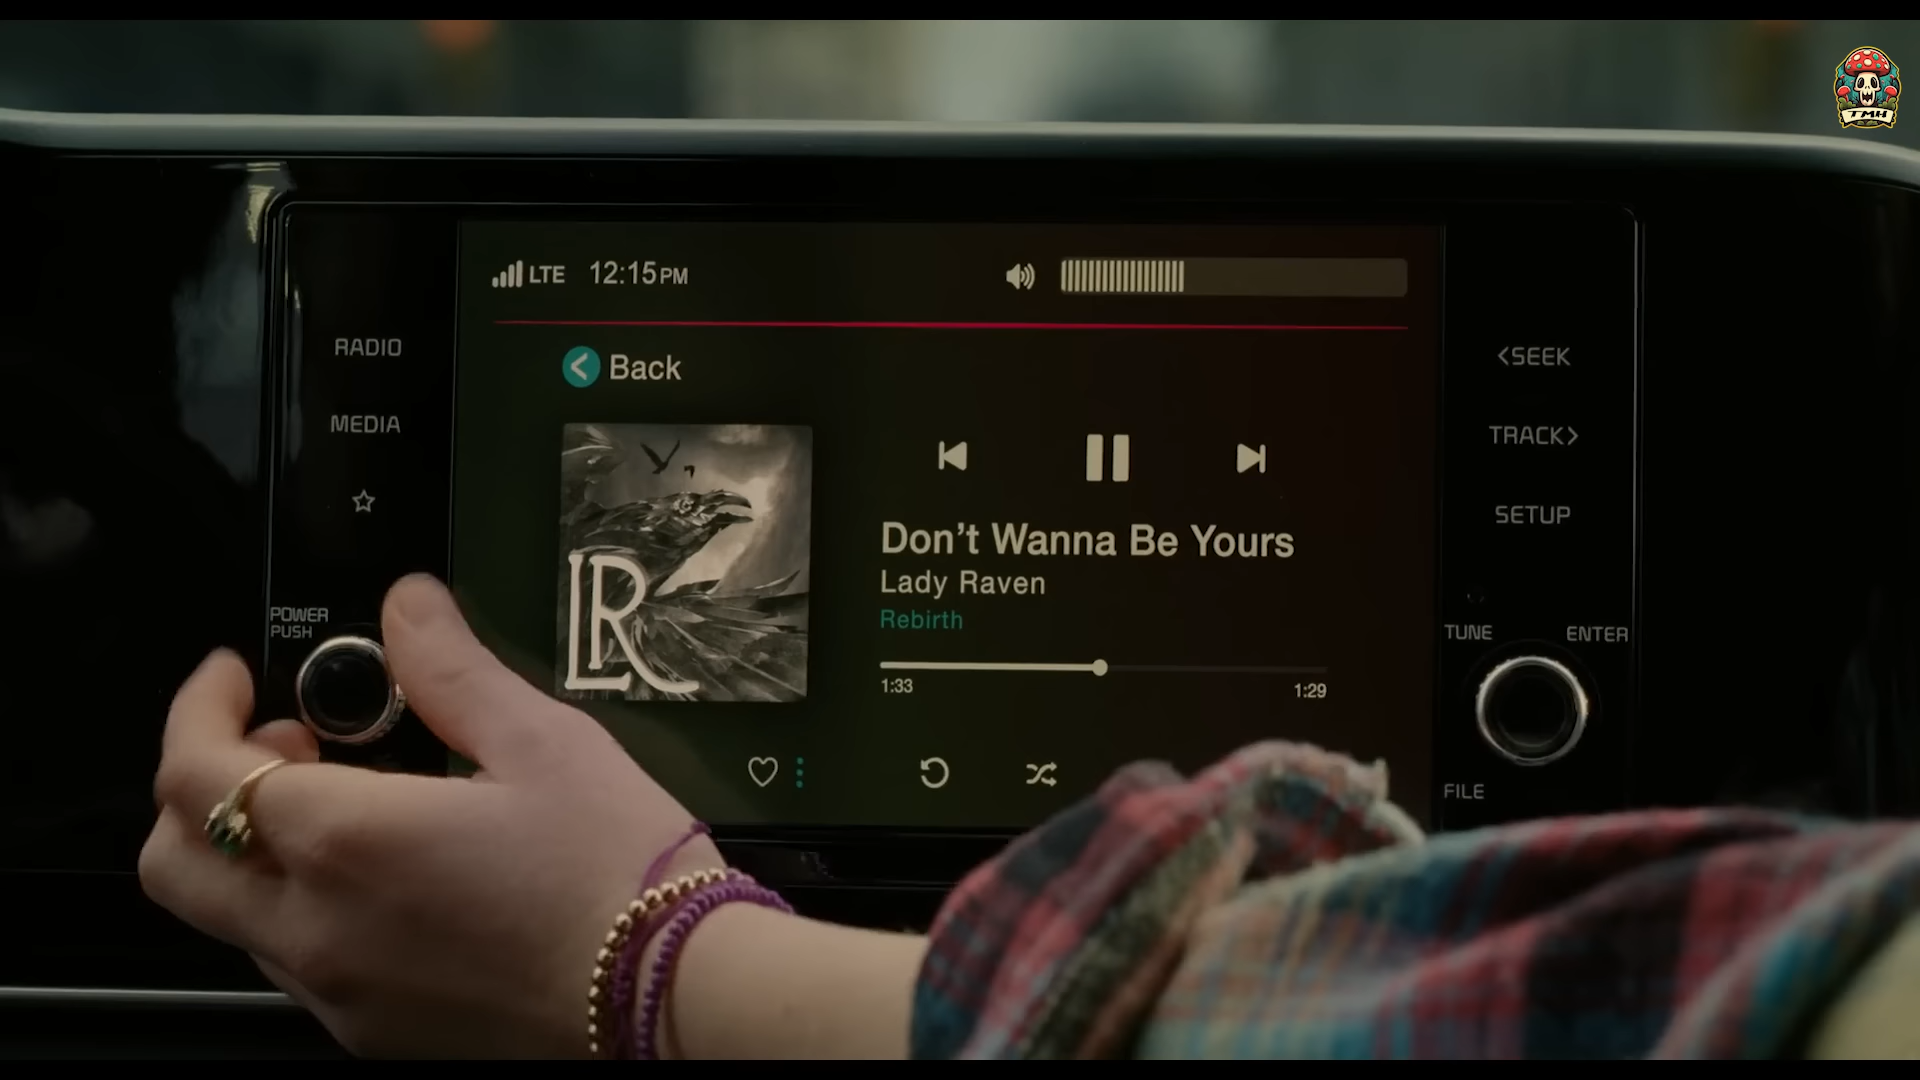 TMH
LTE 12:15PM
RADIO
MEDIA
POWER
PUSH
Back
LR
Don't Wanna Be Yours
Lady Raven
Rebirth
1:33
1:29
<SEEK
TRACK>
SETUP
TUNE
ENTER
FILE